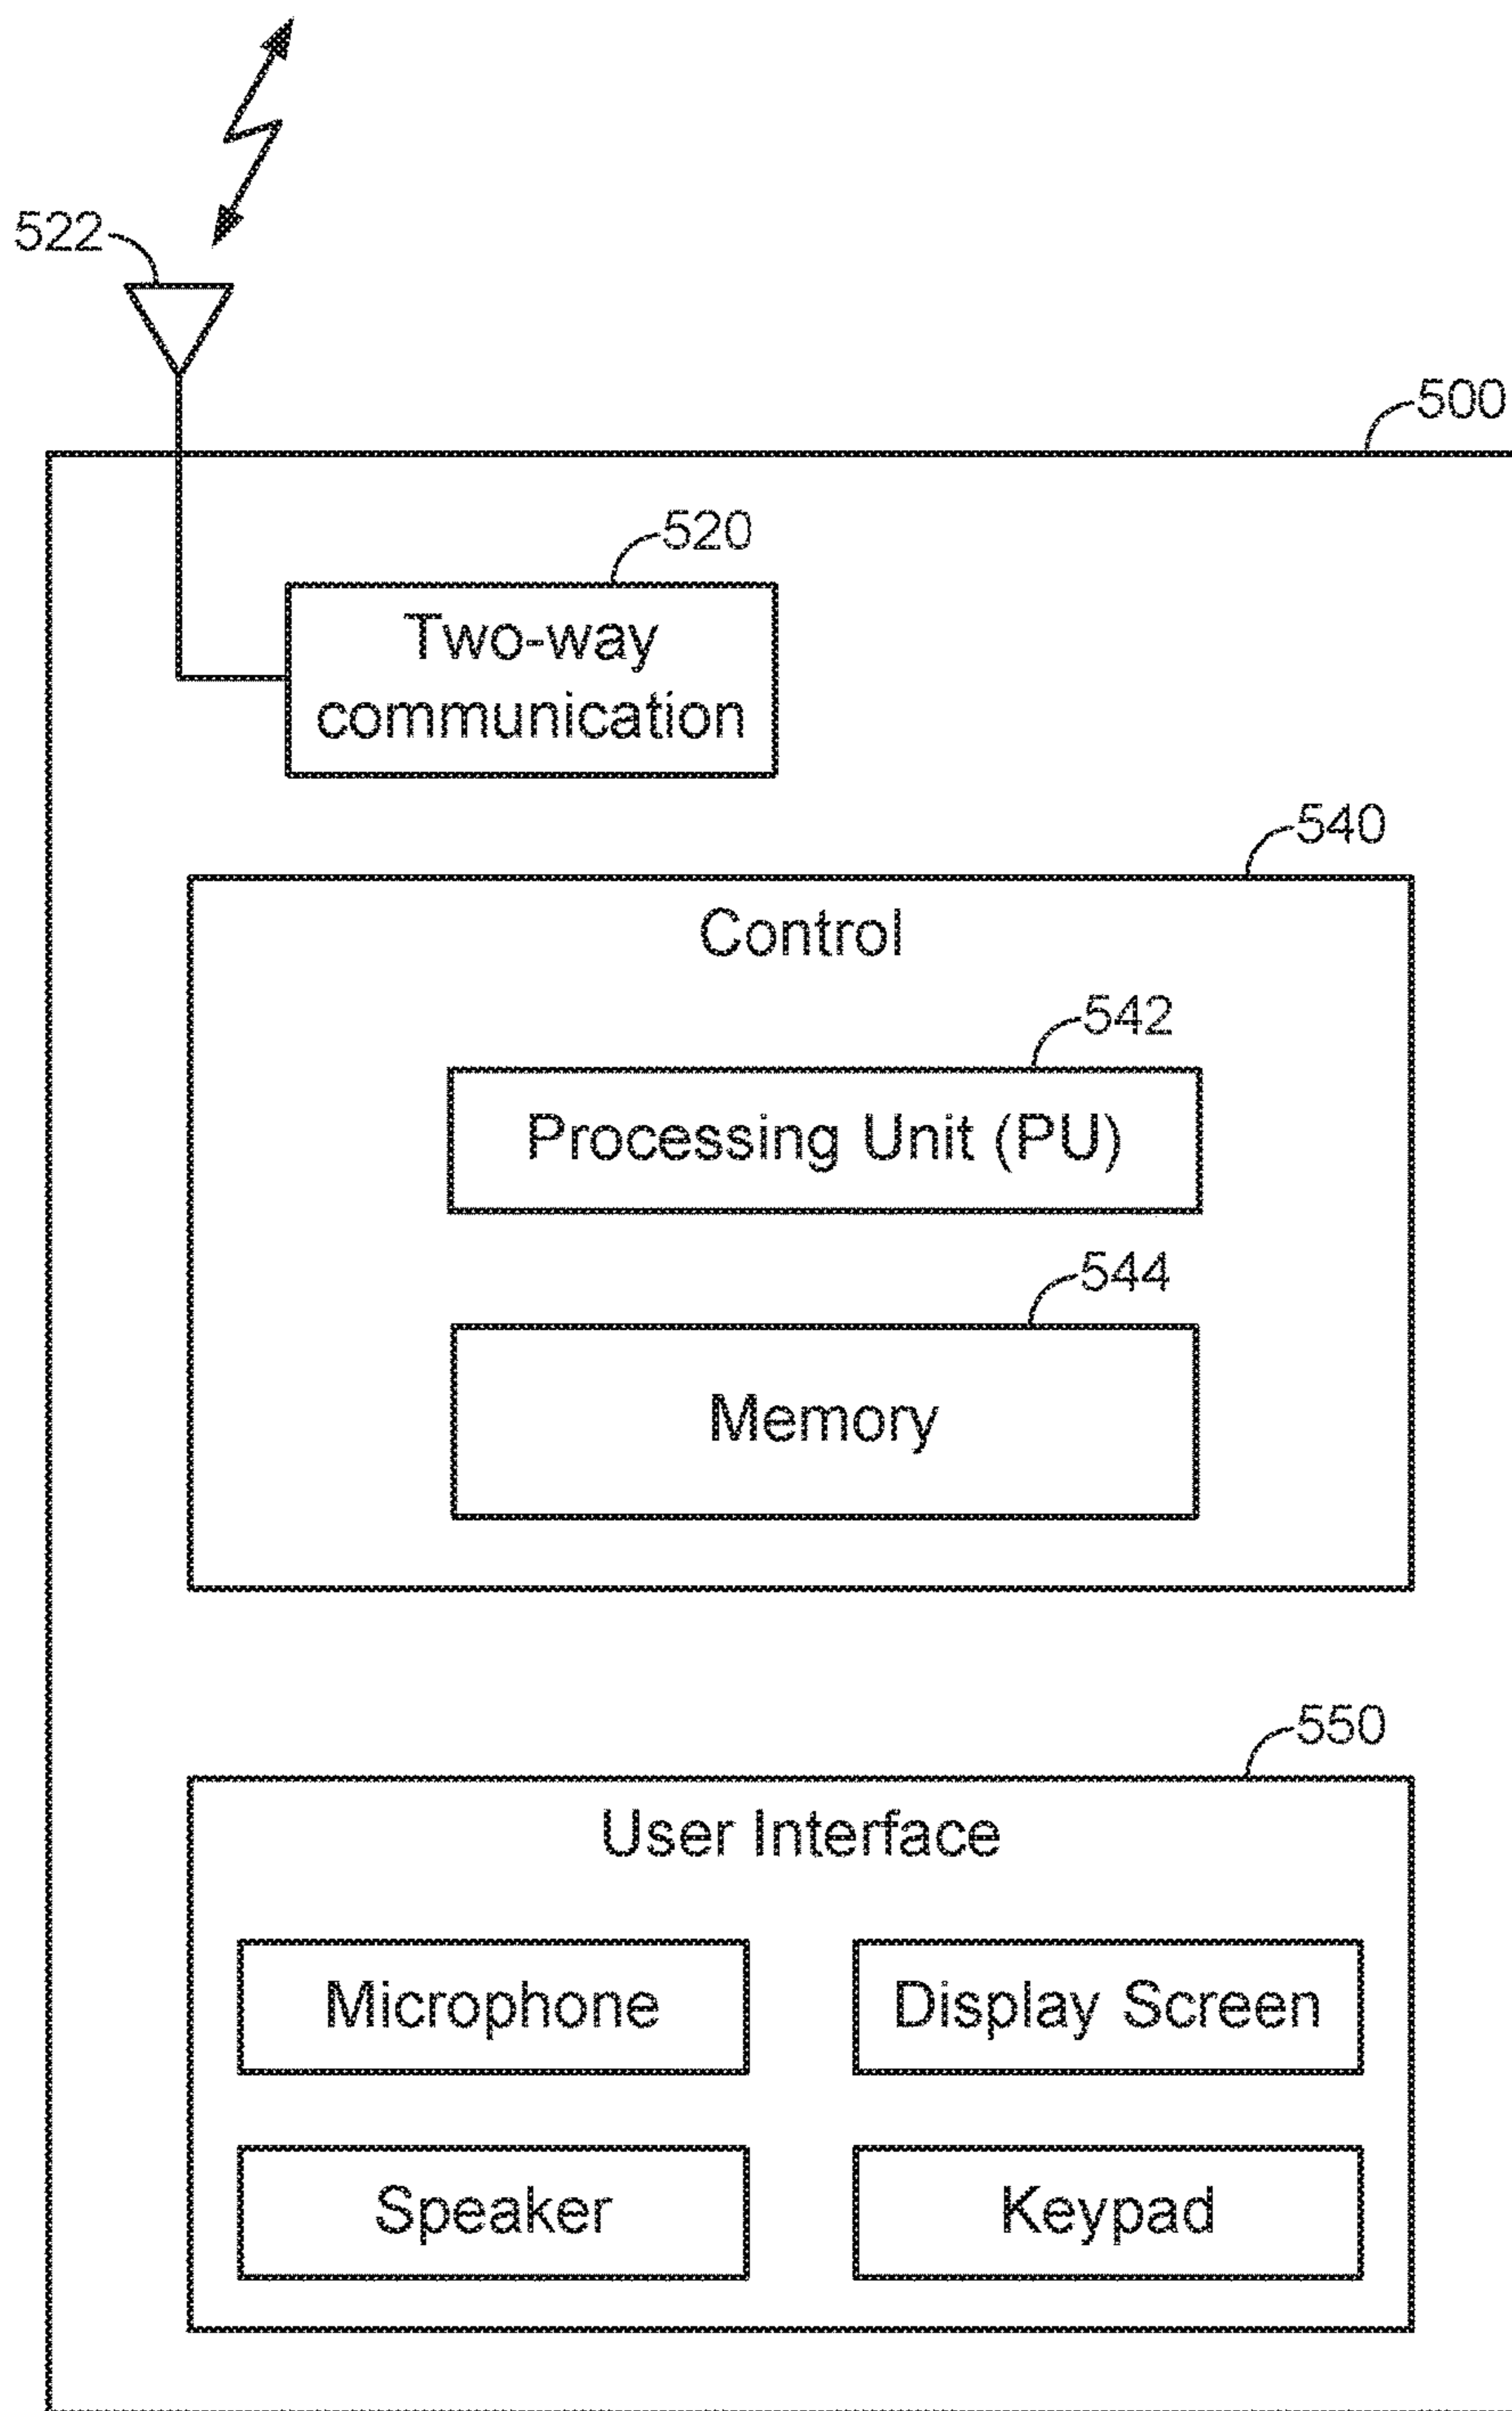 522
500
520
Two-way
communication
540
Control
542
Processing Unit (PU)
544
Memory
550
User Interface
Microphone
Display Screen
Speaker
Keypad